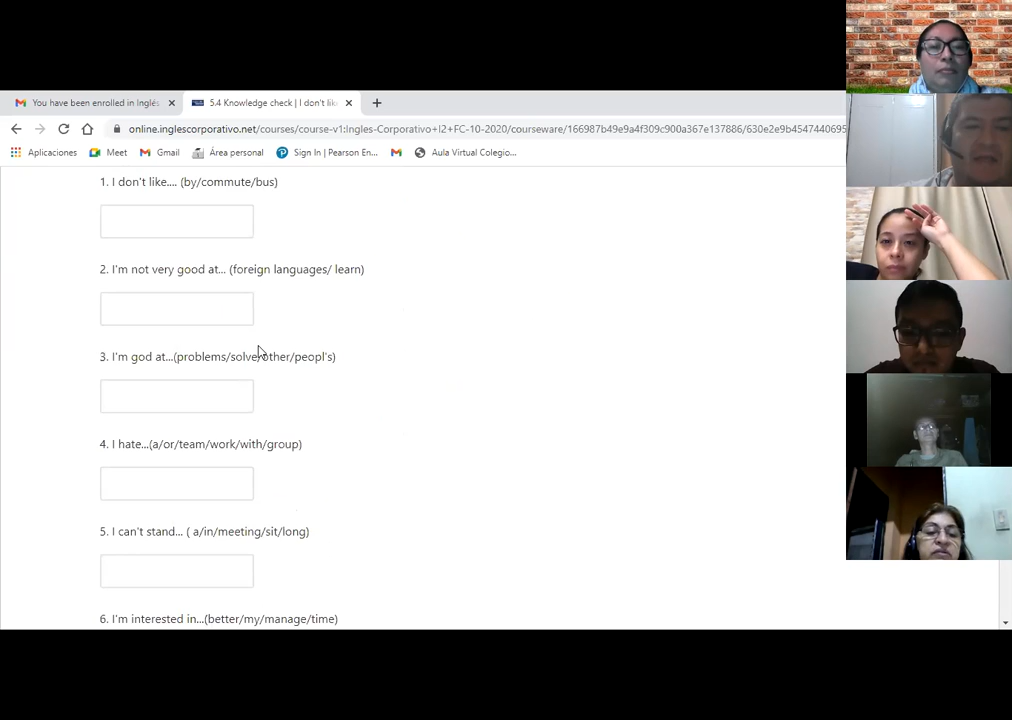 You have been enrolled in Inglés
5.4 Knowledge check | I don't lik
online.inglescorporativo.net/courses/course-v1:Ingles-Corporativo+I2+FC-10-2020/courseware/166987b49e9a4f309c900a367e137886/630e2e9b4547440695
Aplicaciones Meet Gmail Área personal Sign In | Pearson En... Aula Virtual Colegio...
1. I don't like.... (by/commute/bus)
2. I'm not very good at... (foreign languages/ learn)
3. I'm god at...(problems/solve/other/peopl's)
4. I hate...(a/or/team/work/with/group)
5. I can't stand... ( a/in/meeting/sit/long)
6. I'm interested in...(better/my/manage/time)